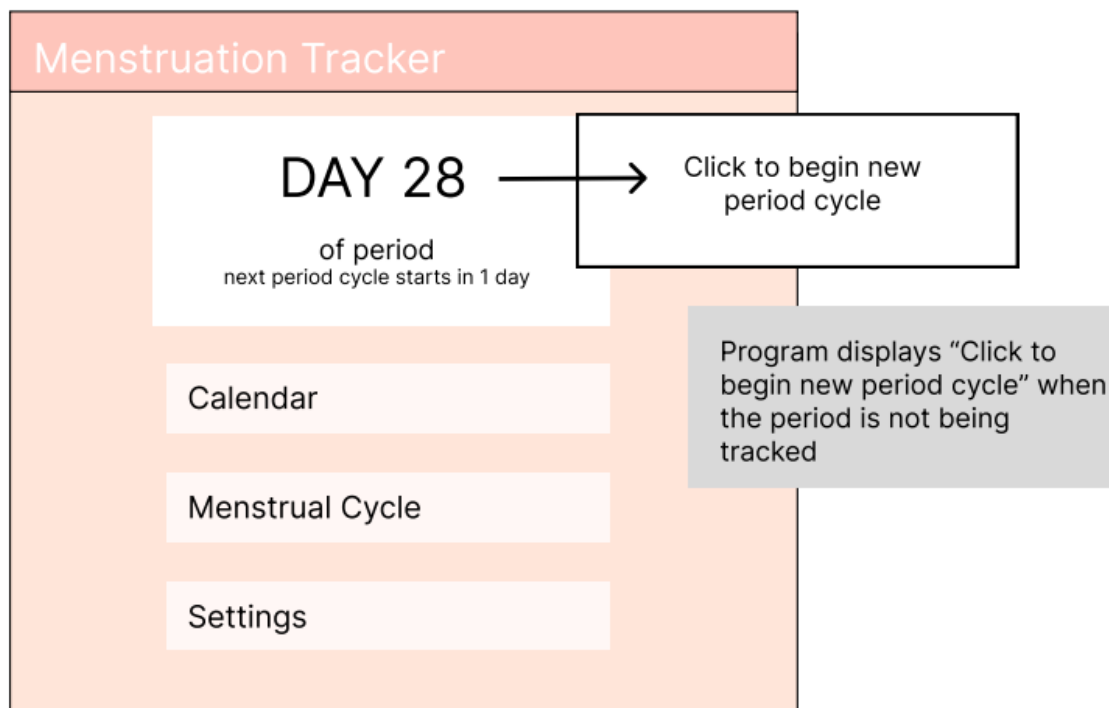 Menstruation Tracker
DAY 28
of period
next period cycle starts in 1 day
Click to begin new
period cycle
Program displays “Click to
begin new period cycle” when
the period is not being
tracked
Calendar
Menstrual Cycle
Settings